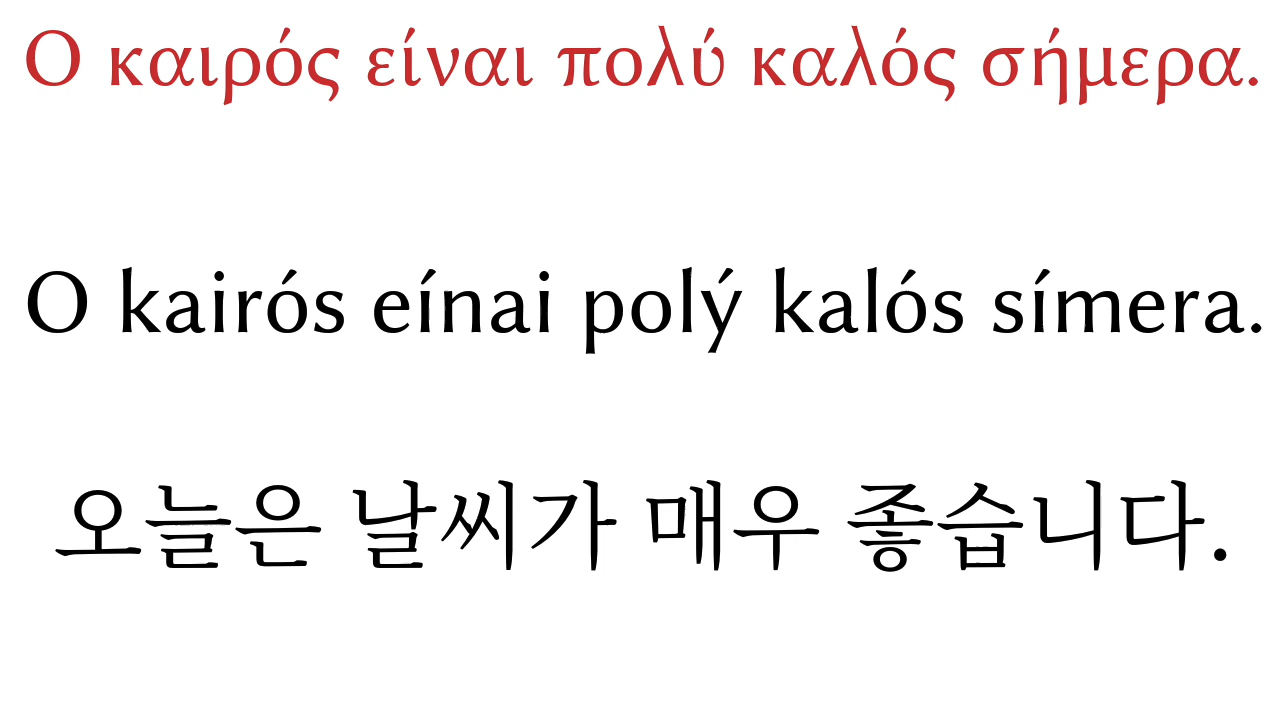 Ο καιρός είναι πολύ καλός σήμερα.
O kairós eínai polý kalós símera.
오늘은 날씨가 매우 좋습니다.